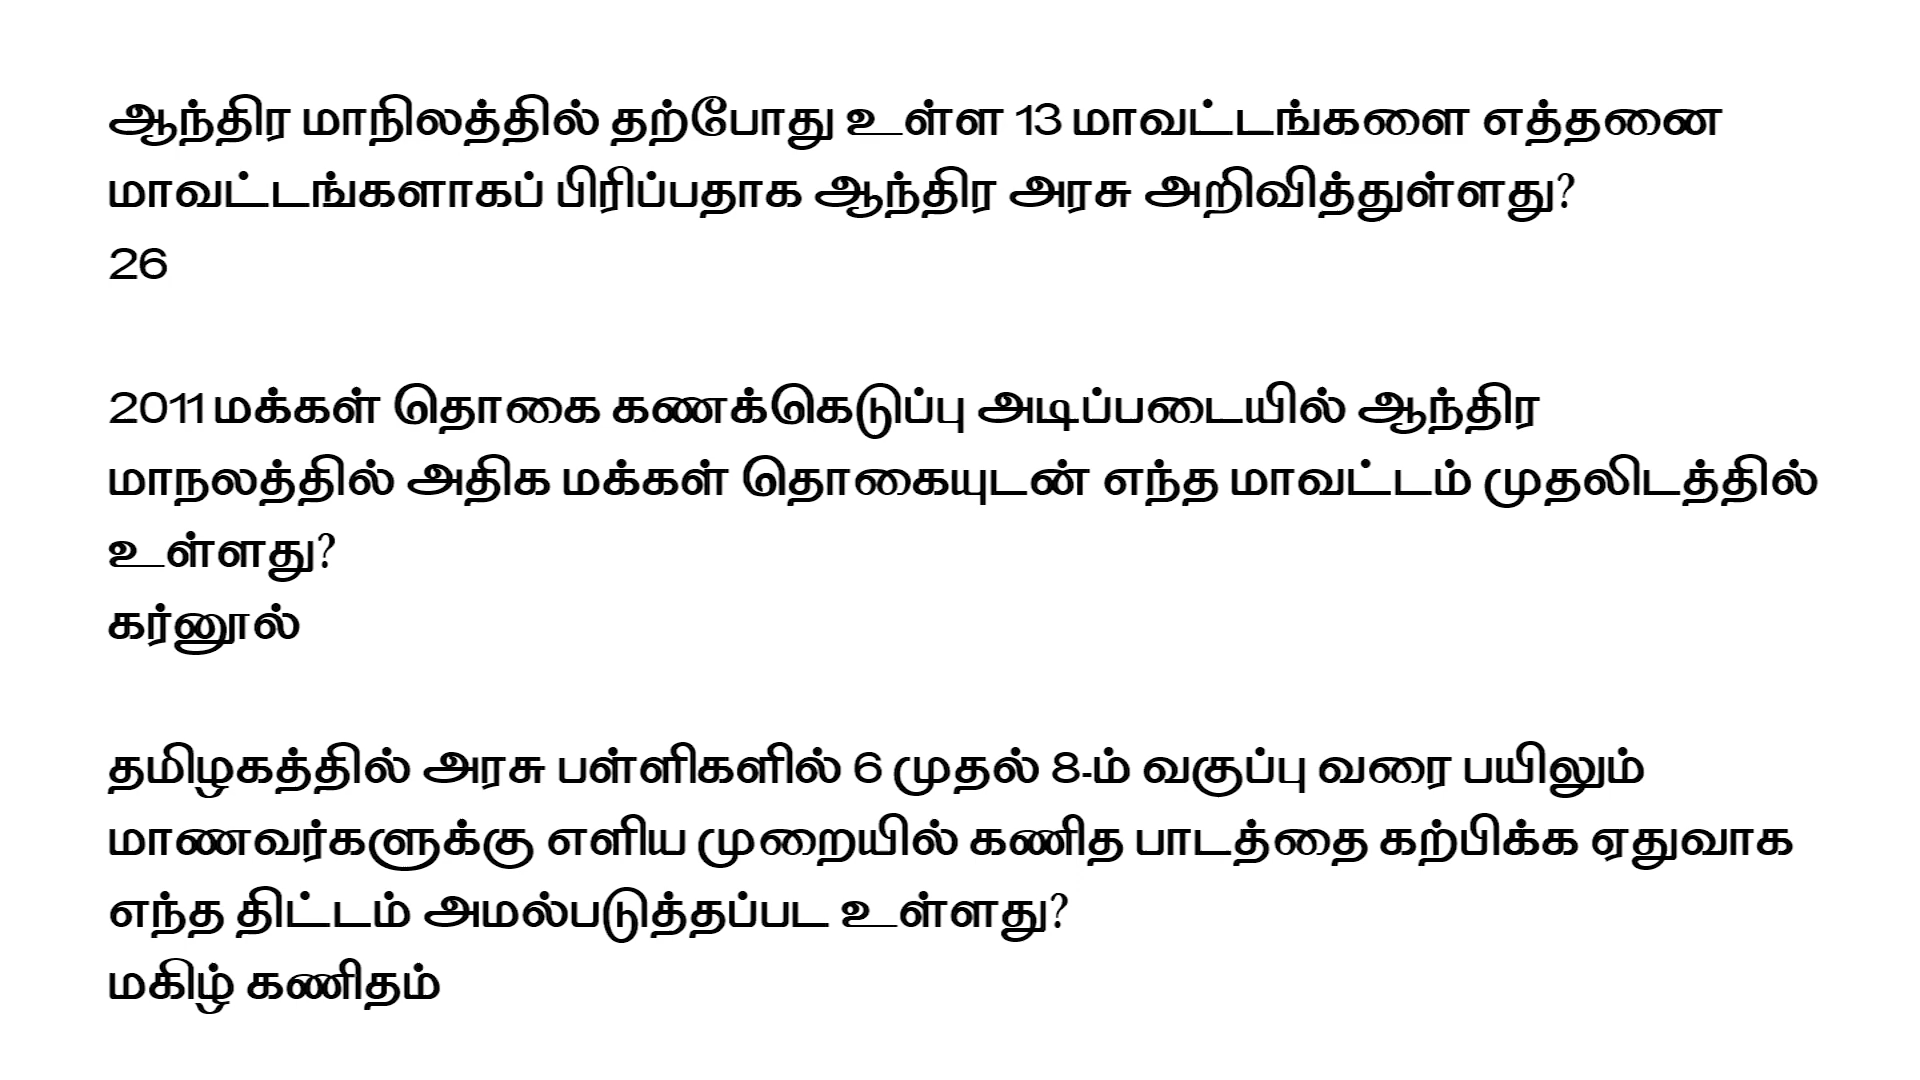 ஆந்திர மாநிலத்தில் தற்போது உள்ள 13 மாவட்டங்களை எத்தனை
மாவட்டங்களாகப் பிரிப்பதாக ஆந்திர அரசு அறிவித்துள்ளது?
26
2011 மக்கள் தொகை கணக்கெடுப்பு அடிப்படையில் ஆந்திர
மாநலத்தில் அதிக மக்கள் தொகையுடன் எந்த மாவட்டம் முதலிடத்தில்
உள்ளது?
கர்னூல்
தமிழகத்தில் அரசு பள்ளிகளில் 6 முதல் 8-ம் வகுப்பு வரை பயிலும்
மாணவர்களுக்கு எளிய முறையில் கணித பாடத்தை கற்பிக்க ஏதுவாக
எந்த திட்டம் அமல்படுத்தப்பட உள்ளது?
மகிழ் கணிதம்